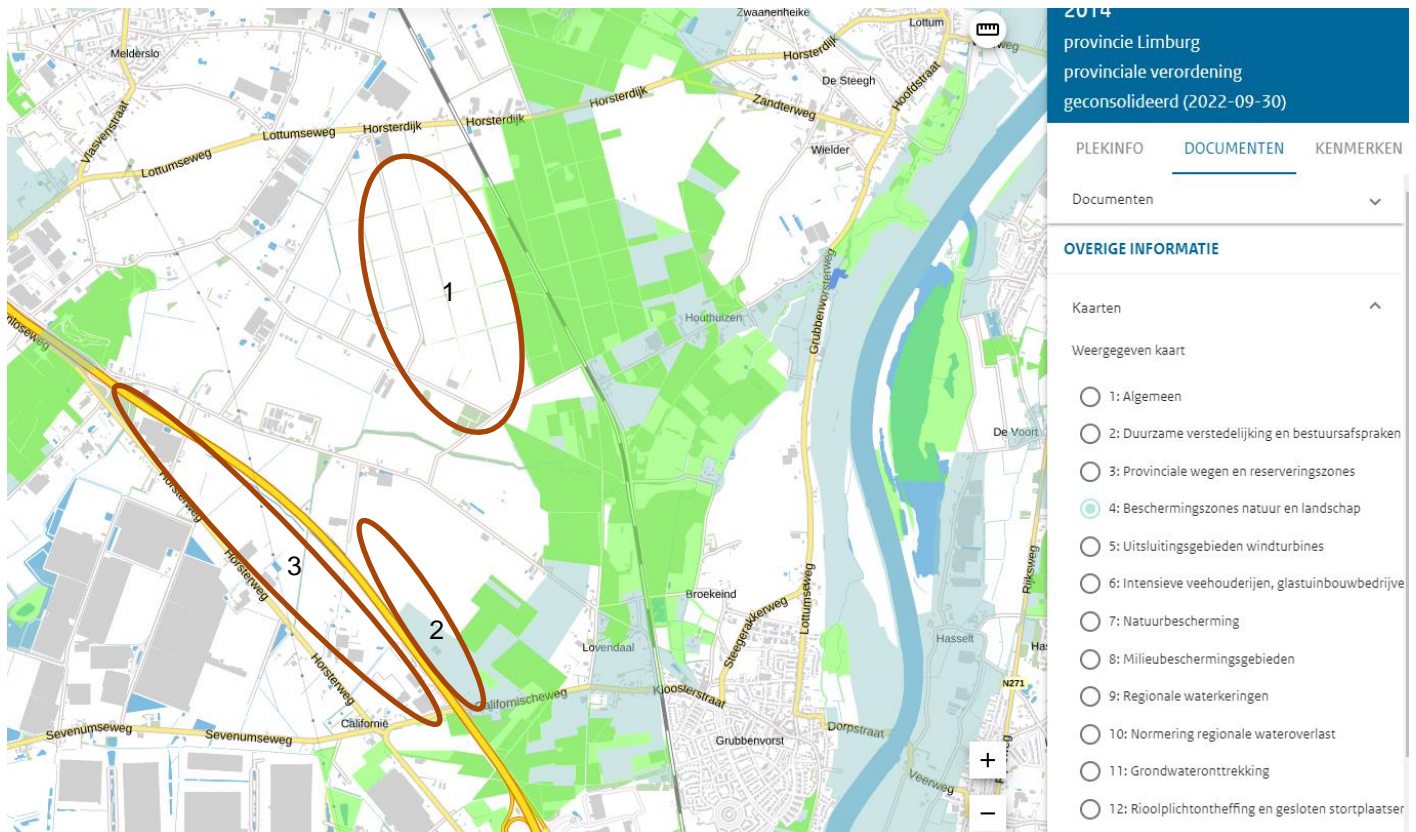 Zwaanenheike
Lottum
Melderslo
Horsterdijk
De Steegh
Hoofdstraat
weg
Horsterdijk
Zandterweg
Vlasvenstraat
Lottumseweg
Horsterdijk
Horsterdijk
Lottumseweg
Wielder
1
Houthuizen
Grubbenvorsterweg
De Voort
Horsterweg
Horsterweg
3
2
Broekeind
Steegerakkerweg
Lottumseweg
Rijksweg
Hasselt
Lovendaal
Horsterweg
Californischeweg
Kloosterstraat
N271
Californië
Sevenumseweg
Sevenumseweg
Grubbenvorst
Dorpstraat
Veerweg
+
−
2014
provincie Limburg
provinciale verordening
geconsolideerd (2022-09-30)
PLEKINFO DOCUMENTEN KENMERKEN
Documenten
OVERIGE INFORMATIE
Kaarten
Weergegeven kaart
1: Algemeen
2: Duurzame verstedelijking en bestuursafspraken
3: Provinciale wegen en reserveringszones
4: Beschermingszones natuur en landschap
5: Uitsluitingsgebieden windturbines
6: Intensieve veehouderijen, glastuinbouwbedrijve
7: Natuurbescherming
8: Milieubeschermingsgebieden
9: Regionale waterkeringen
10: Normering regionale wateroverlast
11: Grondwateronttrekking
12: Rioolplichtontheffing en gesloten stortplaatser